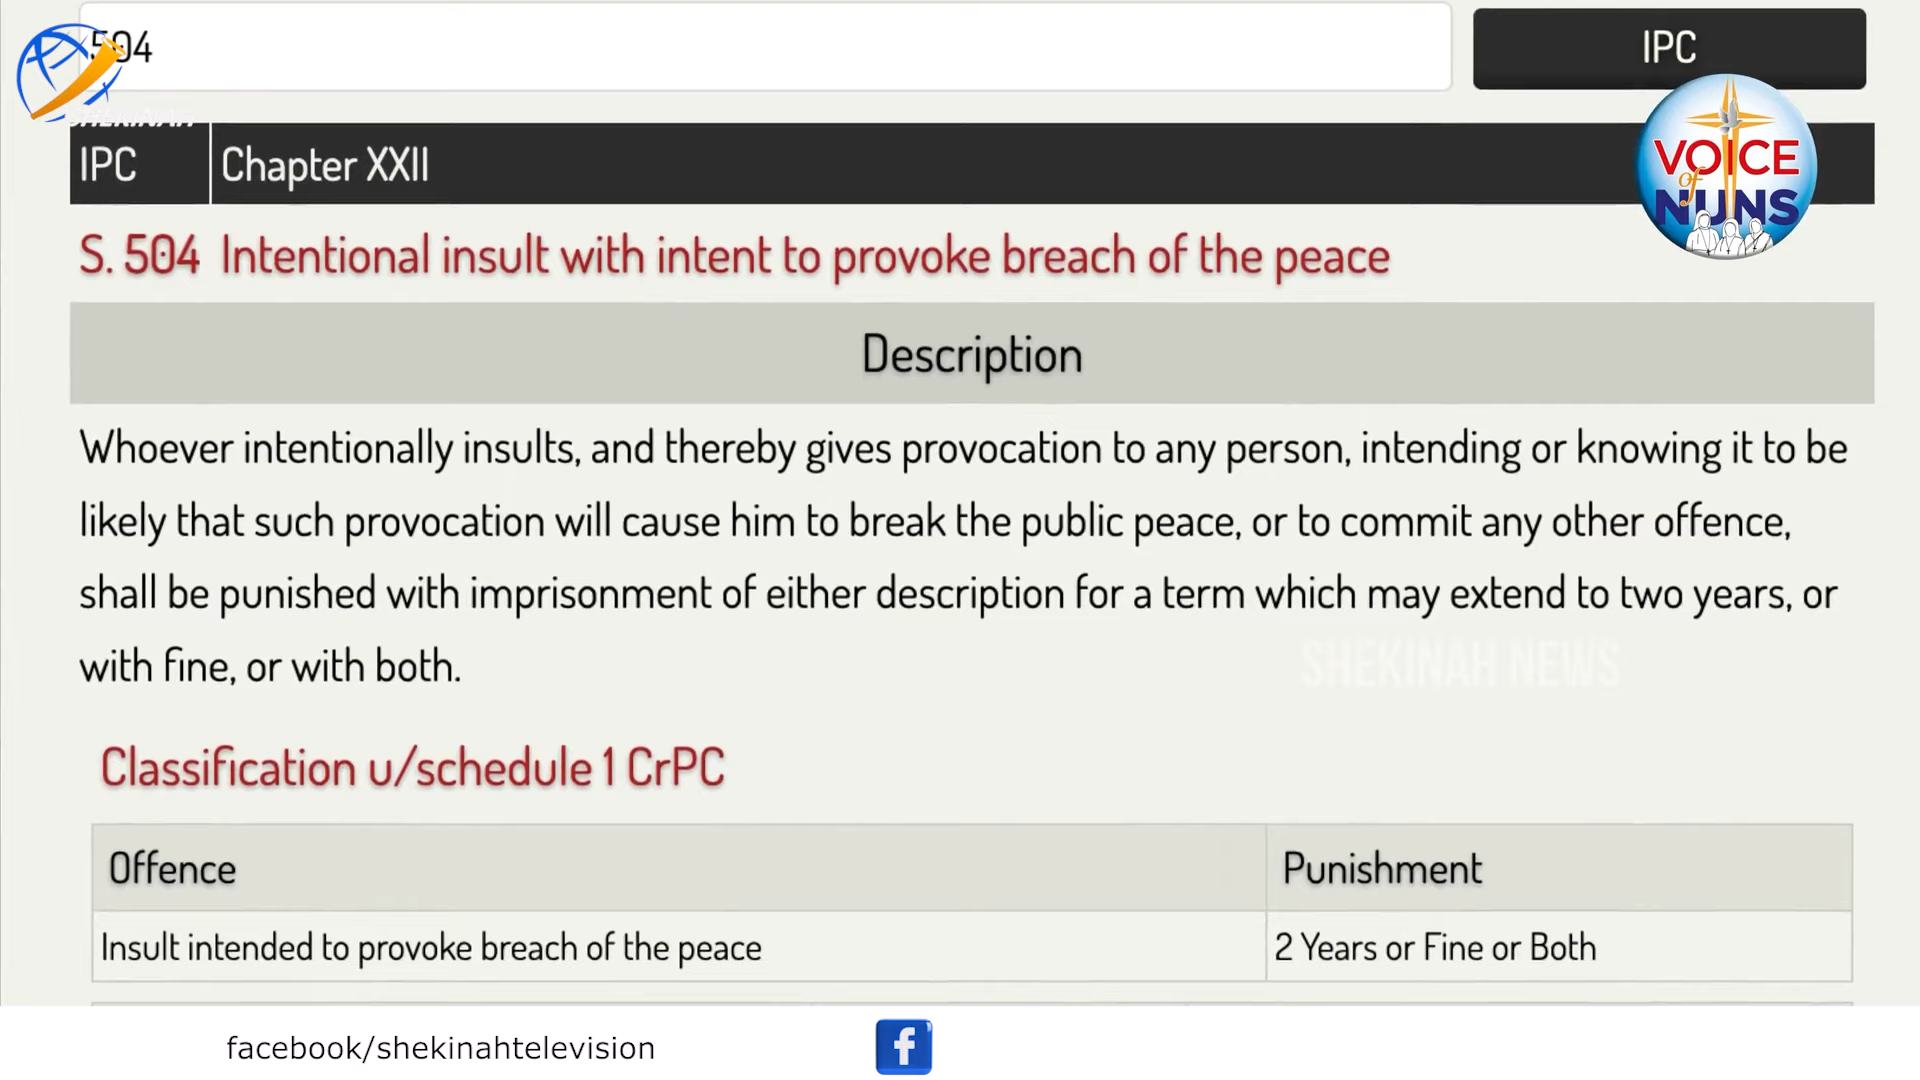 504
IPC
SHEKINAH
IPC
Chapter XXII
VOICE
of
NUNS
S. 504 Intentional insult with intent to provoke breach of the peace
Description
Whoever intentionally insults, and thereby gives provocation to any person, intending or knowing it to be
likely that such provocation will cause him to break the public peace, or to commit any other offence,
shall be punished with imprisonment of either description for a term which may extend to two years, or
with fine, or with both.
SHEKINAH NEWS
Classification u/schedule 1 CrPC
Offence
Punishment
Insult intended to provoke breach of the peace
2 Years or Fine or Both
facebook/shekinahtelevision
f